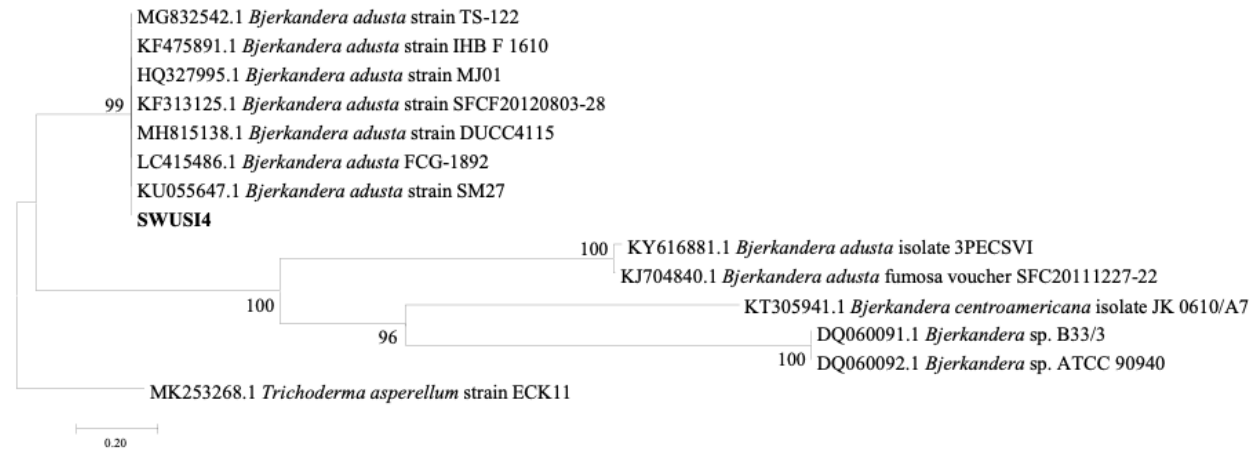 MG832542.1 Bjerkandera adusta strain TS-122
KF475891.1 Bjerkandera adusta strain IHB F 1610
HQ327995.1 Bjerkandera adusta strain MJ01
99 KF313125.1 Bjerkandera adusta strain SFCF20120803-28
MH815138.1 Bjerkandera adusta strain DUCC4115
LC415486.1 Bjerkandera adusta FCG-1892
KU055647.1 Bjerkandera adusta strain SM27
SWUSI4
100 KY616881.1 Bjerkandera adusta isolate 3PECSVI
KJ704840.1 Bjerkandera adusta fumosa voucher SFC20111227-22
100
KT305941.1 Bjerkandera centroamericana isolate JK 0610/A7
96
DQ060091.1 Bjerkandera sp. B33/3
100 DQ060092.1 Bjerkandera sp. ATCC 90940
MK253268.1 Trichoderma asperellum strain ECK11
0.20